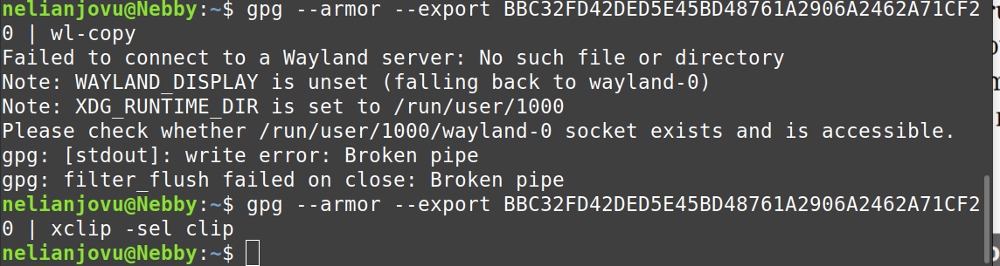 nelianjovu@Nebby:~$ gpg --armor --export BBC32FD42DED5E45BD48761A2906A2462A71CF2
0 | wl-copy
Failed to connect to a Wayland server: No such file or directory
Note: WAYLAND_DISPLAY is unset (falling back to wayland-0)
Note: XDG_RUNTIME_DIR is set to /run/user/1000
Please check whether /run/user/1000/wayland-0 socket exists and is accessible.
gpg: [stdout]: write error: Broken pipe
gpg: filter_flush failed on close: Broken pipe
nelianjovu@Nebby:~$ gpg --armor --export BBC32FD42DED5E45BD48761A2906A2462A71CF2
0 | xclip -sel clip
nelianjovu@Nebby:~$